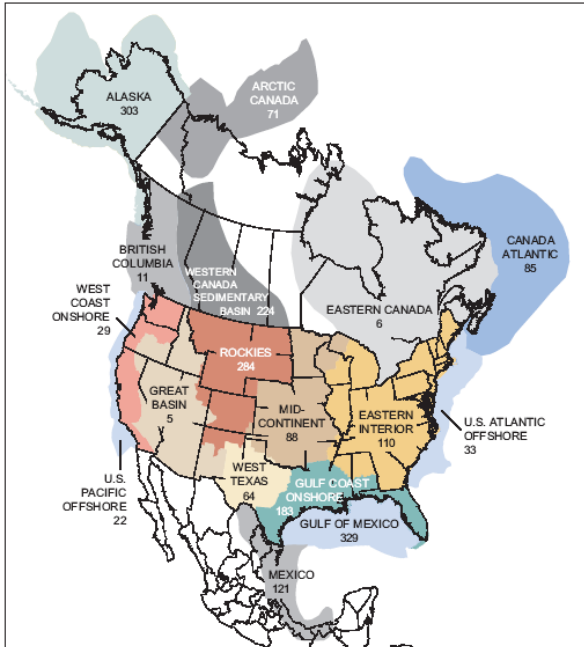 ALASKA
303
ARCTIC
CANADA
71
CANADA
ATLANTIC
85
BRITISH
COLUMBIA
11
WESTERN
CANADA
SEDIMENTARY
BASIN 224
EASTERN CANADA
6
WEST
COAST
ONSHORE
29
ROCKIES
284
GREAT
BASIN
5
MID-
CONTINENT
88
EASTERN
INTERIOR
110
U.S. ATLANTIC
OFFSHORE
33
U.S.
PACIFIC
OFFSHORE
22
WEST
TEXAS
64
GULF COAST
ONSHORE
183
GULF OF MEXICO
329
MEXICO
121